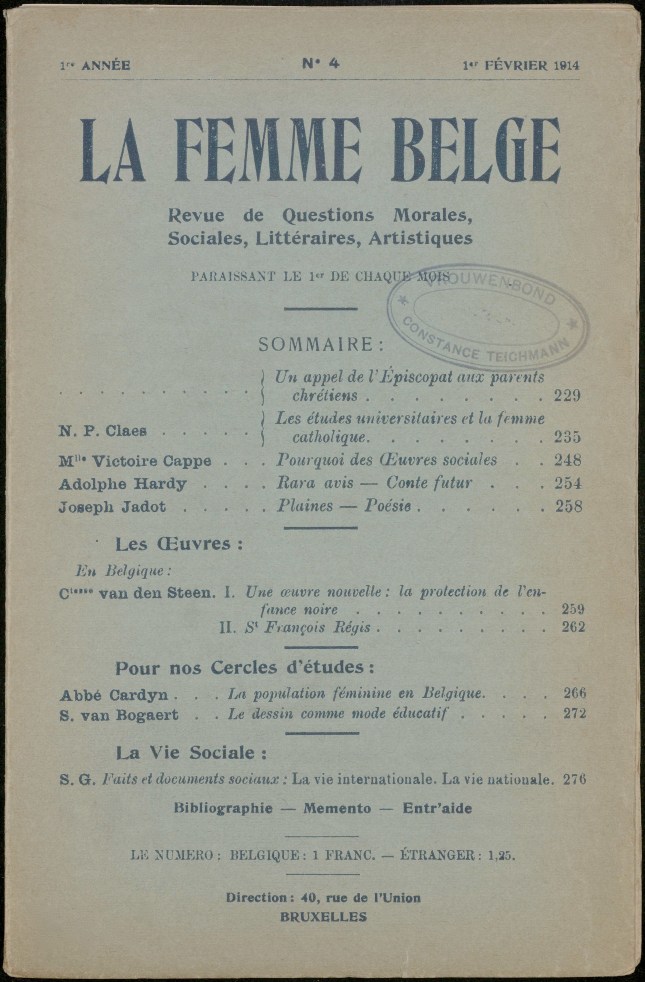 1re ANNÉE N° 4 1er FÉVRIER 1914
LA FEMME BELGE
Revue de Questions Morales,
Sociales, Littéraires, Artistiques
PARAISSANT LE 1er DE CHAQUE MOIS
VROUWENBOND
CONSTANCE TEICHMANN
SOMMAIRE :
Un appel de l'Épiscopat aux parents
chrétiens . . . . . . . . 229
N. P. Claes . . . . . Les études universitaires et la femme
catholique. . . . . . . . 235
Mlle Victoire Cappe . . . Pourquoi des Œuvres sociales . . 248
Adolphe Hardy . . . . Rara avis — Conte futur . . . 254
Joseph Jadot . . . . . Plaines — Poésie . . . . . . 258
Les Œuvres :
En Belgique :
Ctesse van den Steen. I. Une œuvre nouvelle : la protection de l'en-
fance noire . . . . . . . . . 259
II. St François Régis . . . . . . . . 262
Pour nos Cercles d'études :
Abbé Cardyn . . . La population féminine en Belgique. . . . 266
S. van Bogaert . . Le dessin comme mode éducatif . . . . . 272
La Vie Sociale :
S. G. Faits et documents sociaux : La vie internationale. La vie nationale. 276
Bibliographie — Memento — Entr'aide
LE NUMERO : BELGIQUE : 1 FRANC. — ÉTRANGER : 1,25.
Direction : 40, rue de l'Union
BRUXELLES